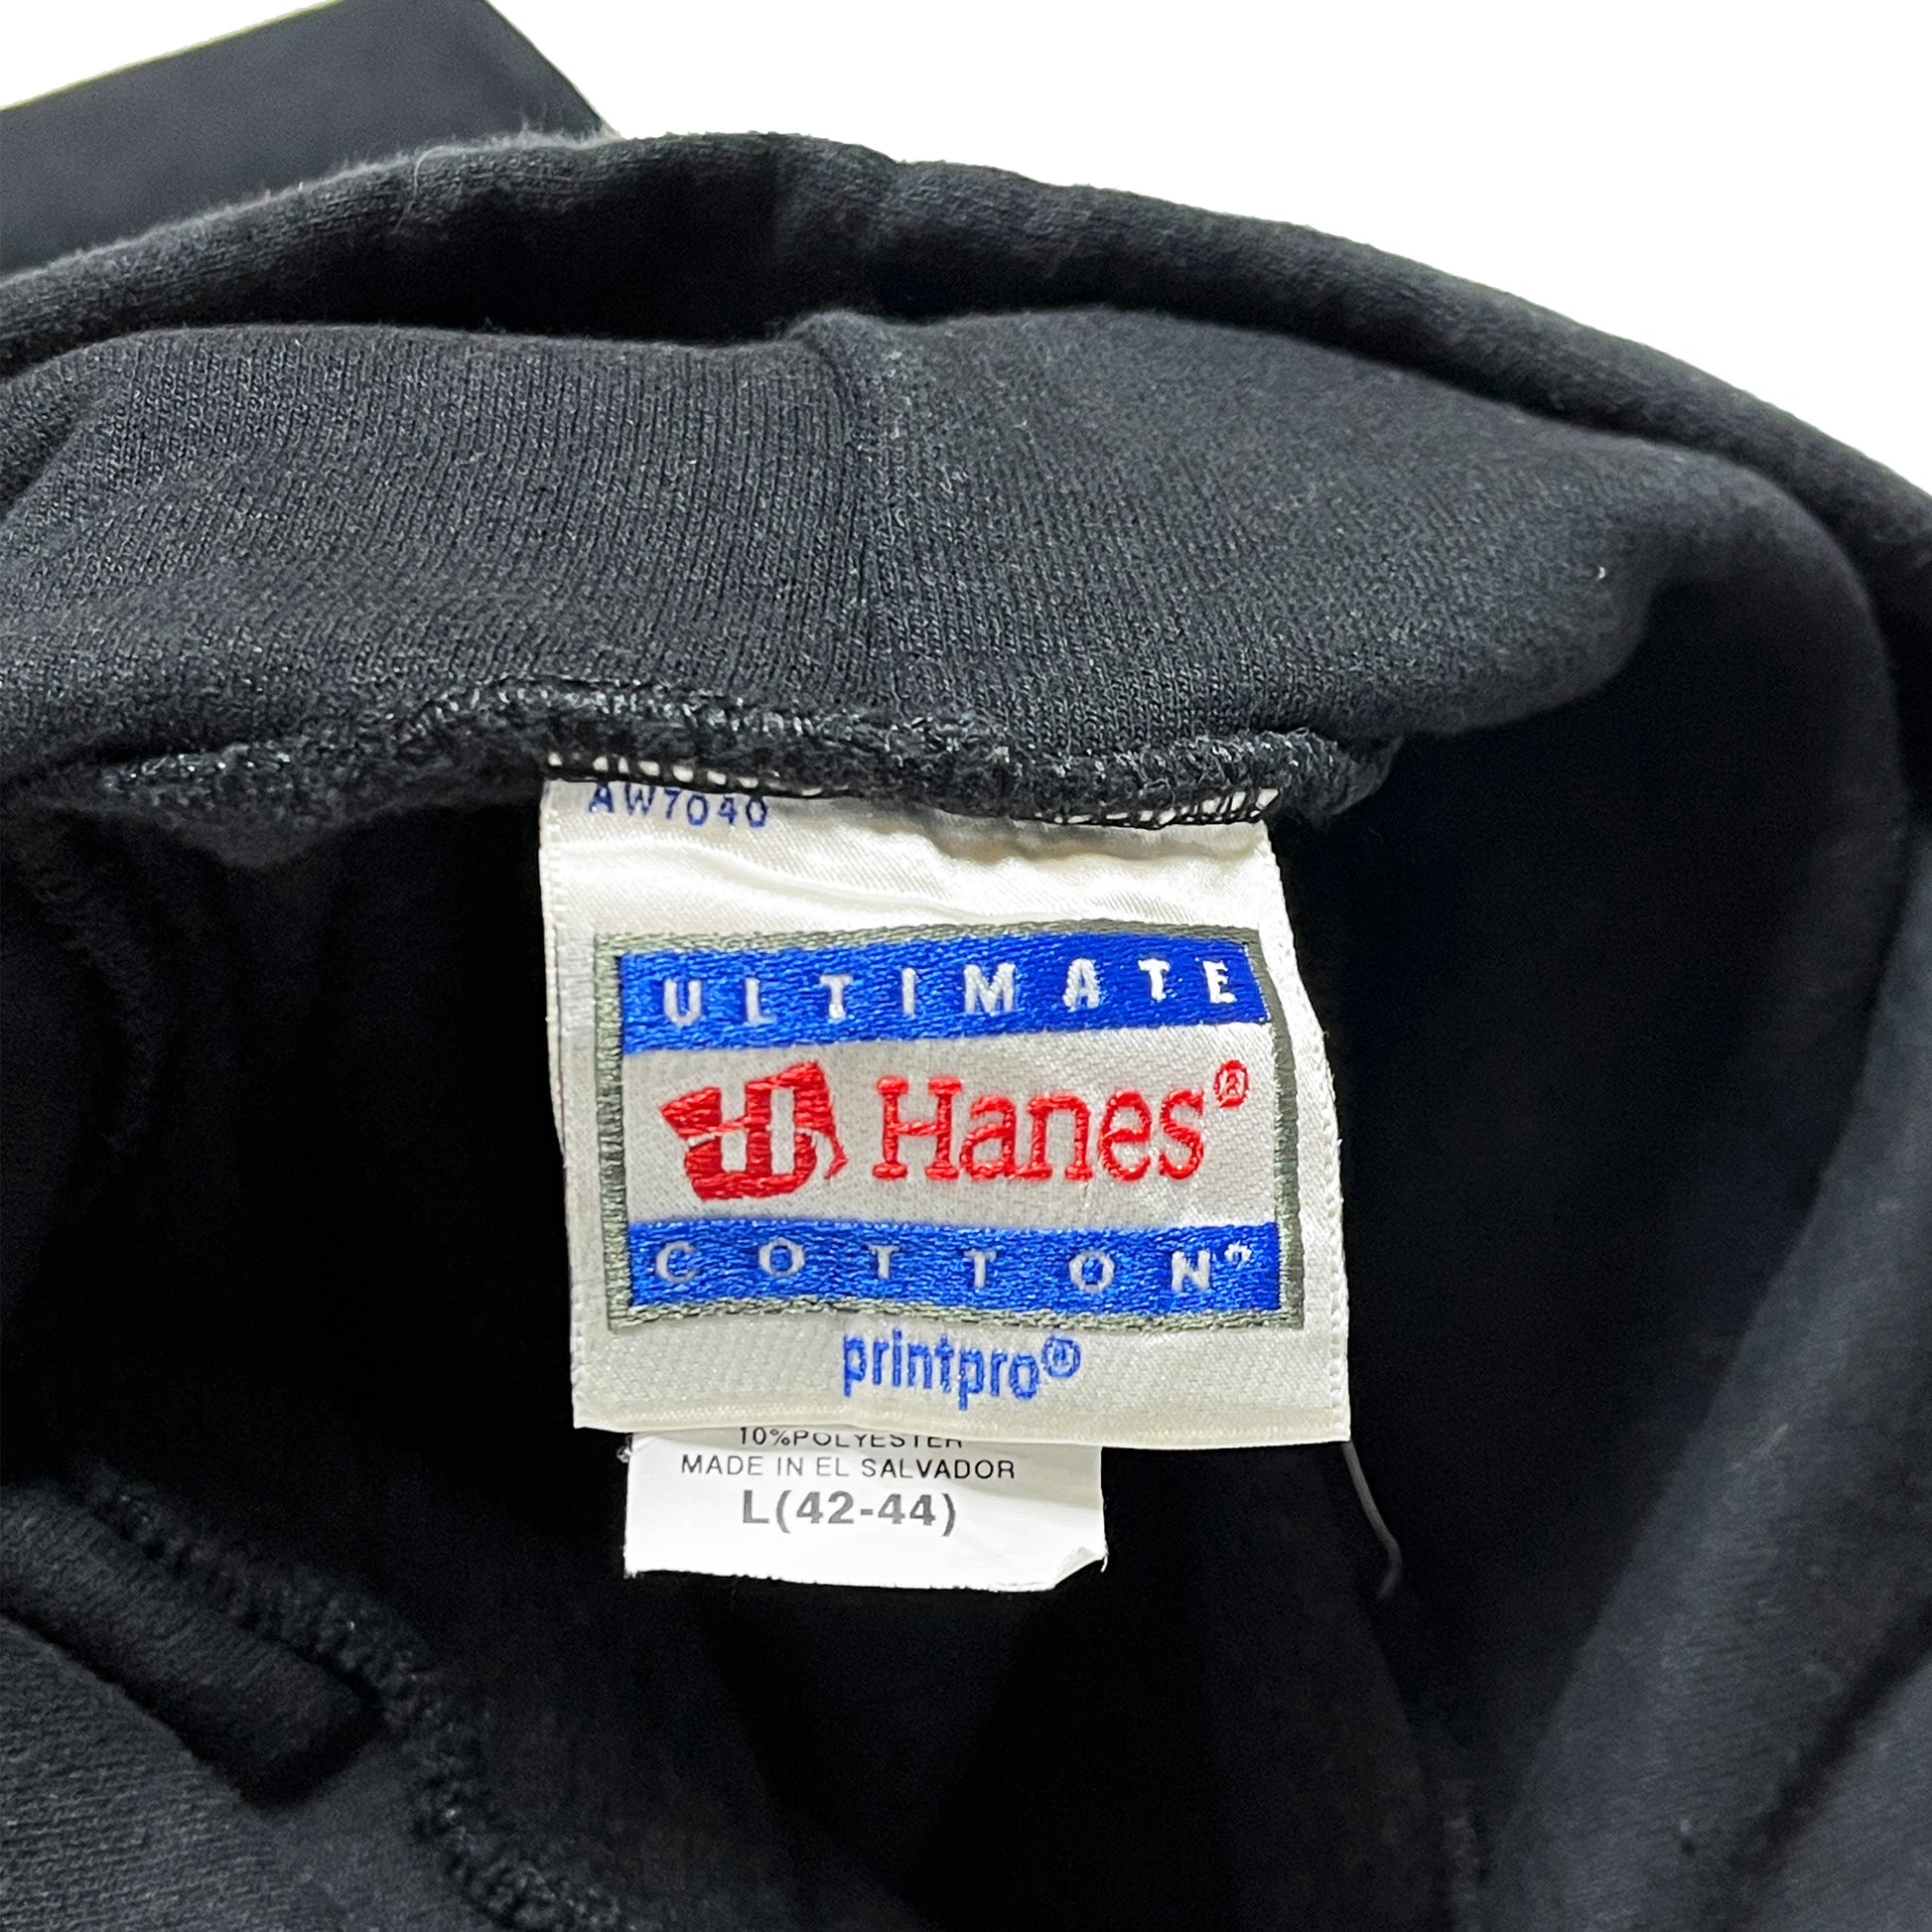 AW7040
ULTIMATE
Hanes®
COTTON®
printpro®
10%POLYESTER
MADE IN EL SALVADOR
L(42-44)